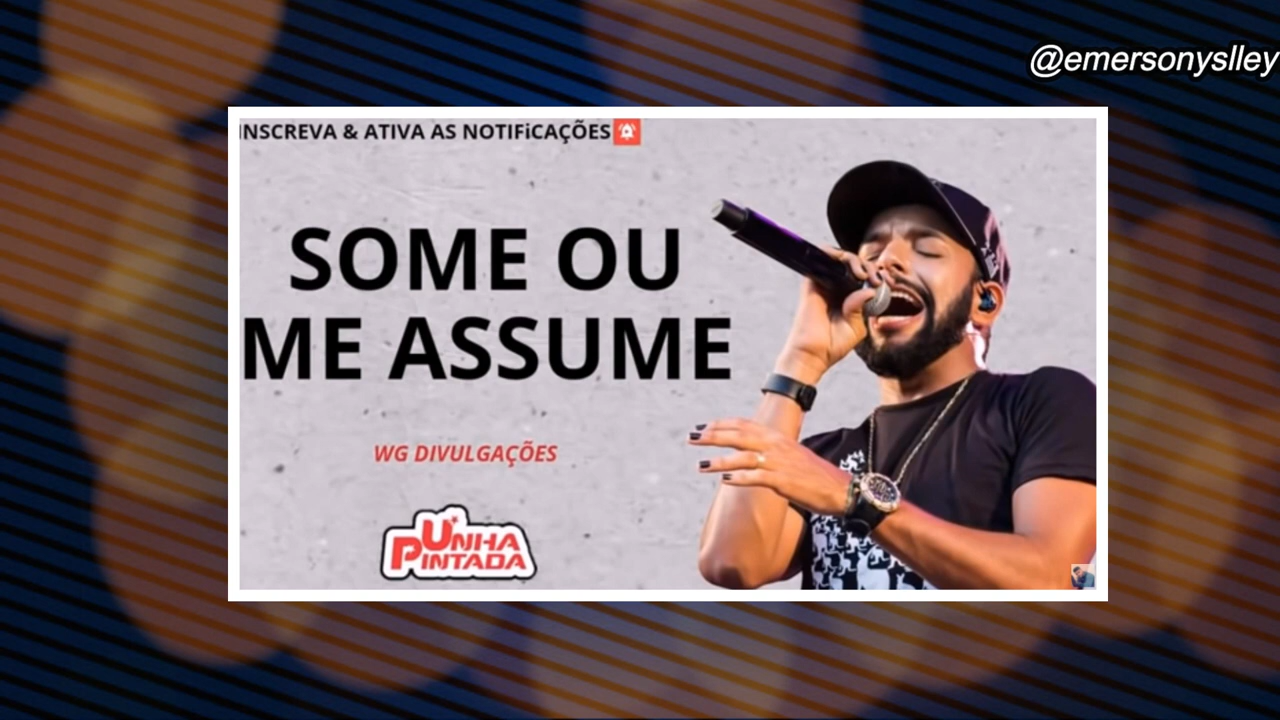 @emersonyslley
INSCREVA & ATIVA AS NOTIFiCAÇÕES
SOME OU
ME ASSUME
WG DIVULGAÇÕES
UNHA
PINTADA